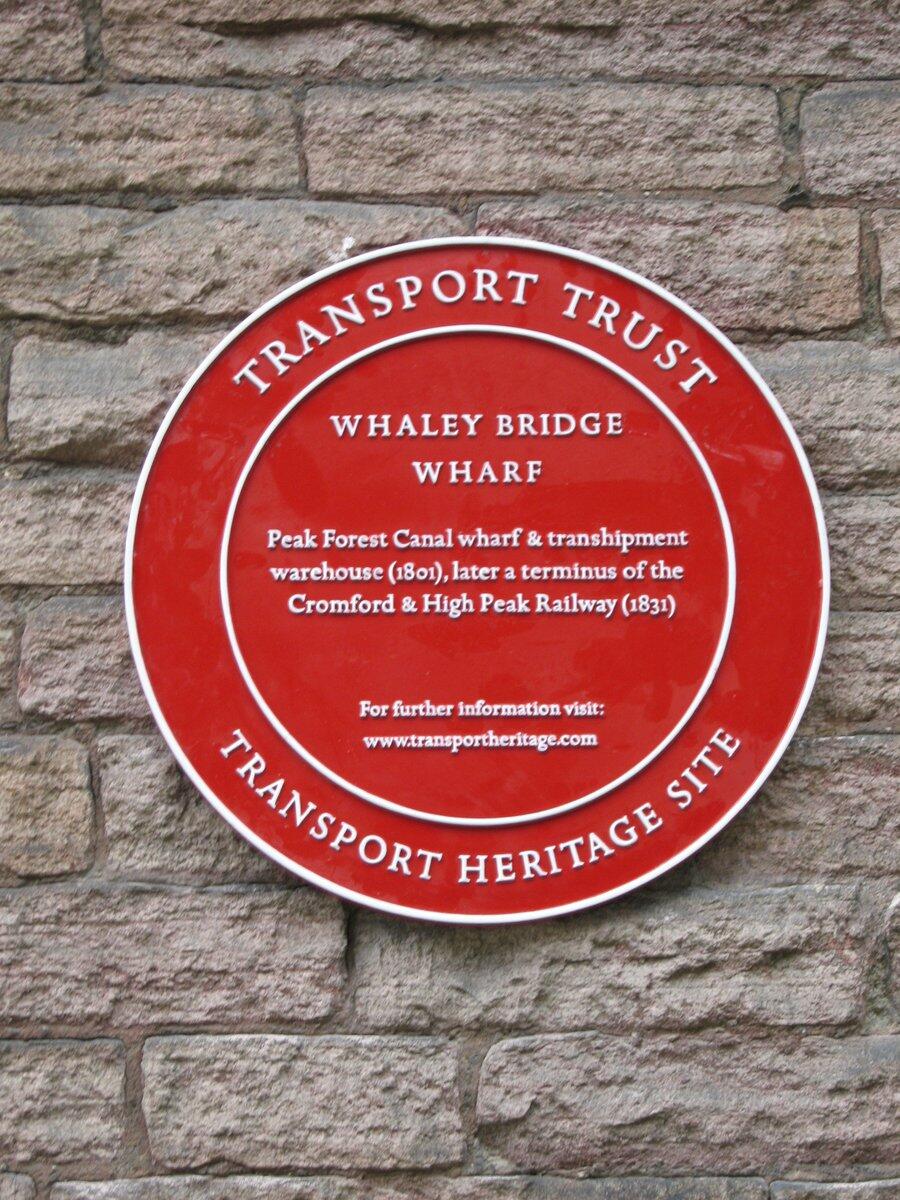 TRANSPORT TRUST
WHALEY BRIDGE
WHARF
Peak Forest Canal wharf & transhipment
warehouse (1801), later a terminus of the
Cromford & High Peak Railway (1831)
For further information visit:
www.transportheritage.com
TRANSPORT HERITAGE SITE